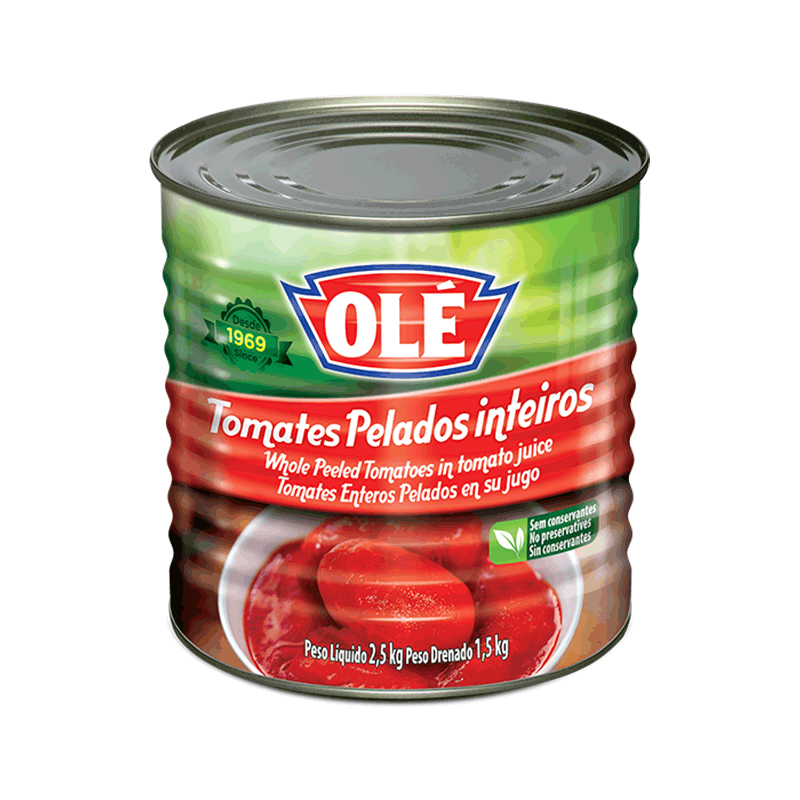 OLÉ
Desde
1969
Since
Tomates Pelados inteiros
Whole Peeled Tomatoes in tomato juice
Tomates Enteros Pelados en su jugo
Sem conservantes
No preservatives
Sin conservantes
Peso Líquido 2,5 kg Peso Drenado 1,5 kg